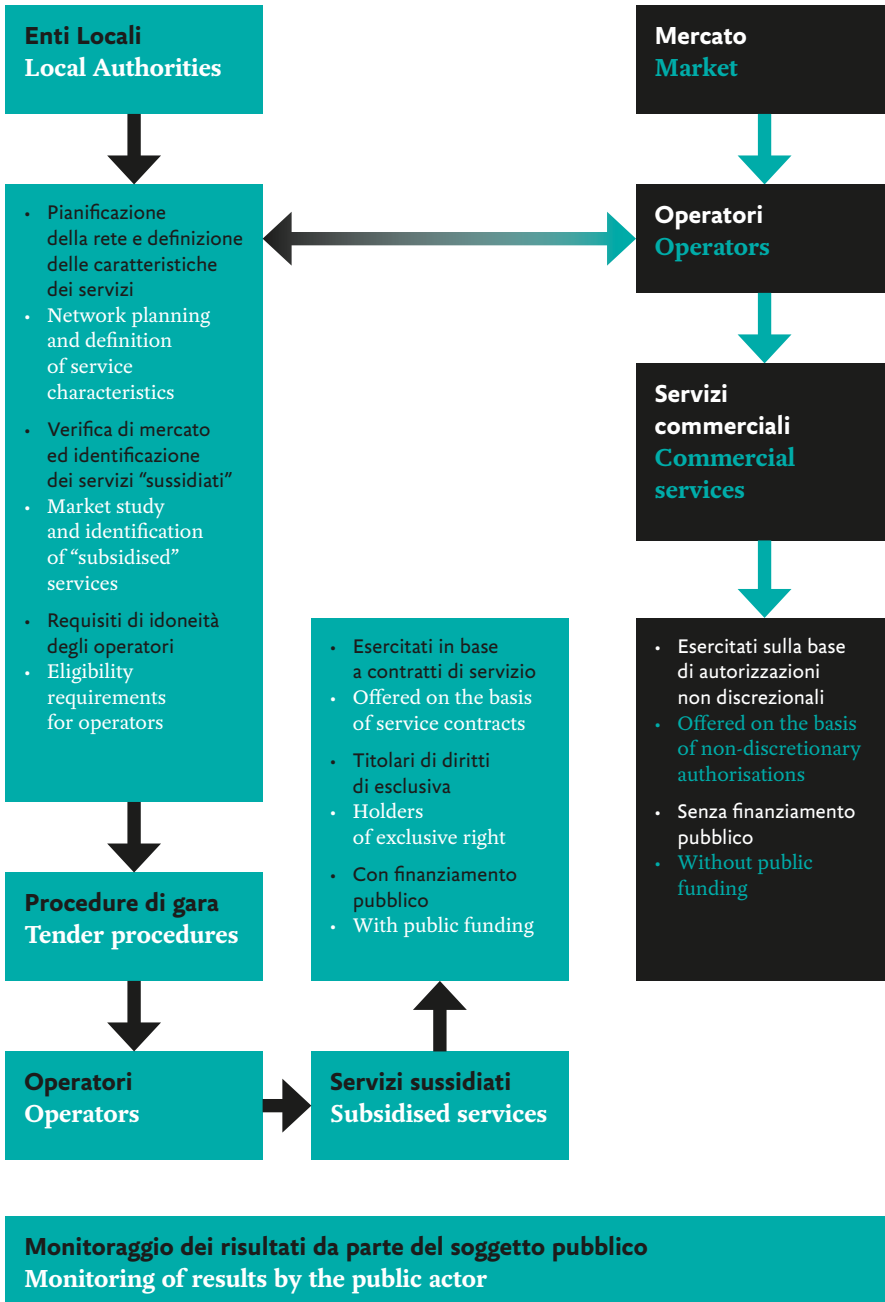 Enti Locali
Local Authorities
• Pianificazione
della rete e definizione
delle caratteristiche
dei servizi
• Network planning
and definition
of service
characteristics
• Verifica di mercato
ed identificazione
dei servizi “sussidiati”
• Market study
and identification
of “subsidised”
services
• Requisiti di idoneità
degli operatori
• Eligibility
requirements
for operators
Procedure di gara
Tender procedures
Operatori
Operators
Servizi sussidiati
Subsidised services
• Esercitati in base
a contratti di servizio
• Offered on the basis
of service contracts
• Titolari di diritti
di esclusiva
• Holders
of exclusive right
• Con finanziamento
pubblico
• With public funding
Mercato
Market
Operatori
Operators
Servizi
commerciali
Commercial
services
• Esercitati sulla base
di autorizzazioni
non discrezionali
• Offered on the basis
of non-discretionary
authorisations
• Senza finanziamento
pubblico
• Without public
funding
Monitoraggio dei risultati da parte del soggetto pubblico
Monitoring of results by the public actor